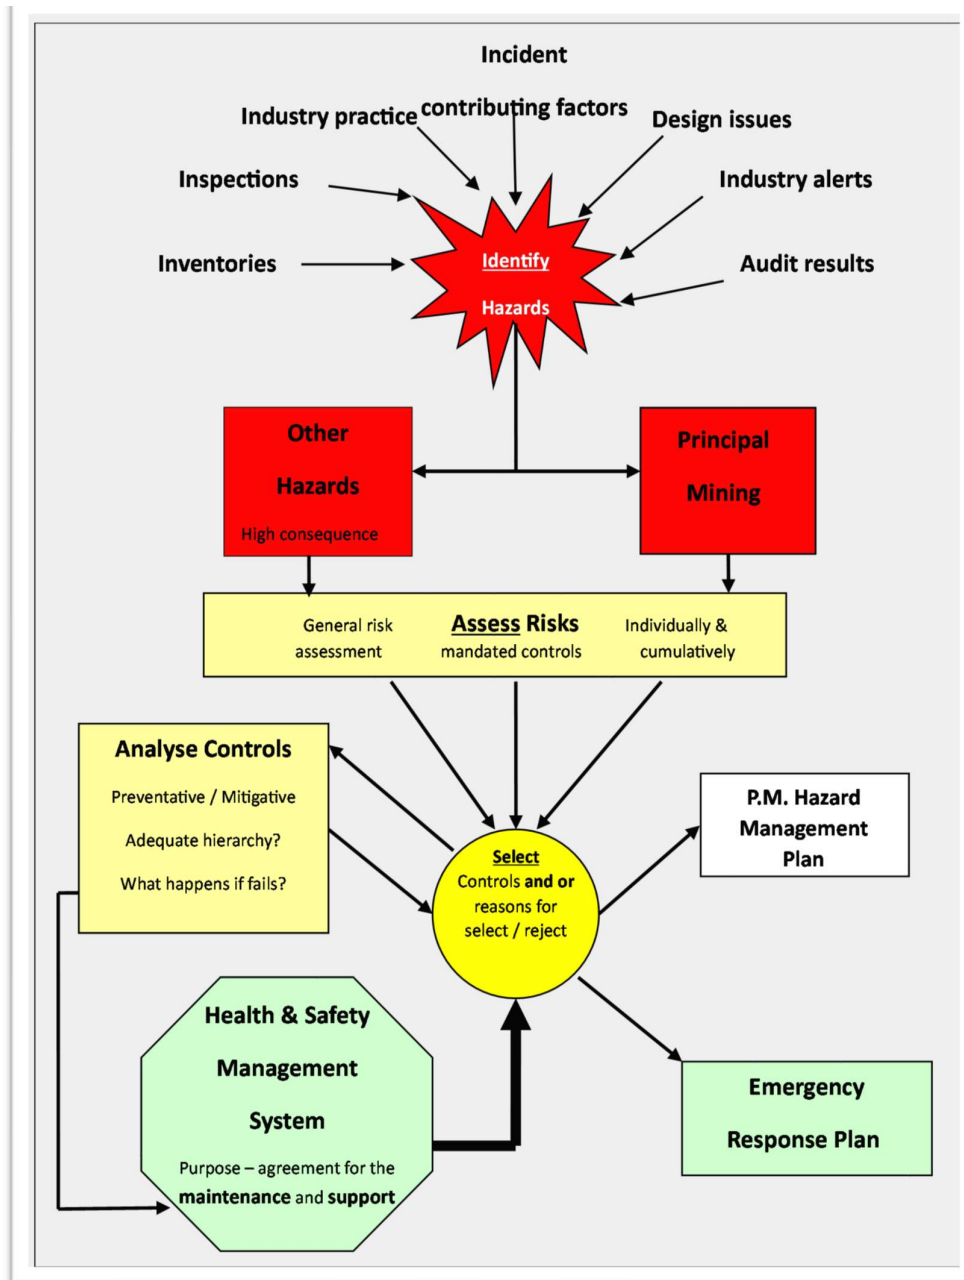 Incident
contributing factors
Industry practice
Design issues
Inspections
Industry alerts
Inventories
Audit results
Identify
Hazards
Other
Hazards
High consequence
Principal
Mining
Assess Risks
General risk
assessment
mandated controls
Individually &
cumulatively
Analyse Controls
Preventative / Mitigative
Adequate hierarchy?
What happens if fails?
Select
Controls and or
reasons for
select / reject
P.M. Hazard
Management
Plan
Health & Safety
Management
System
Purpose – agreement for the
maintenance and support
Emergency
Response Plan